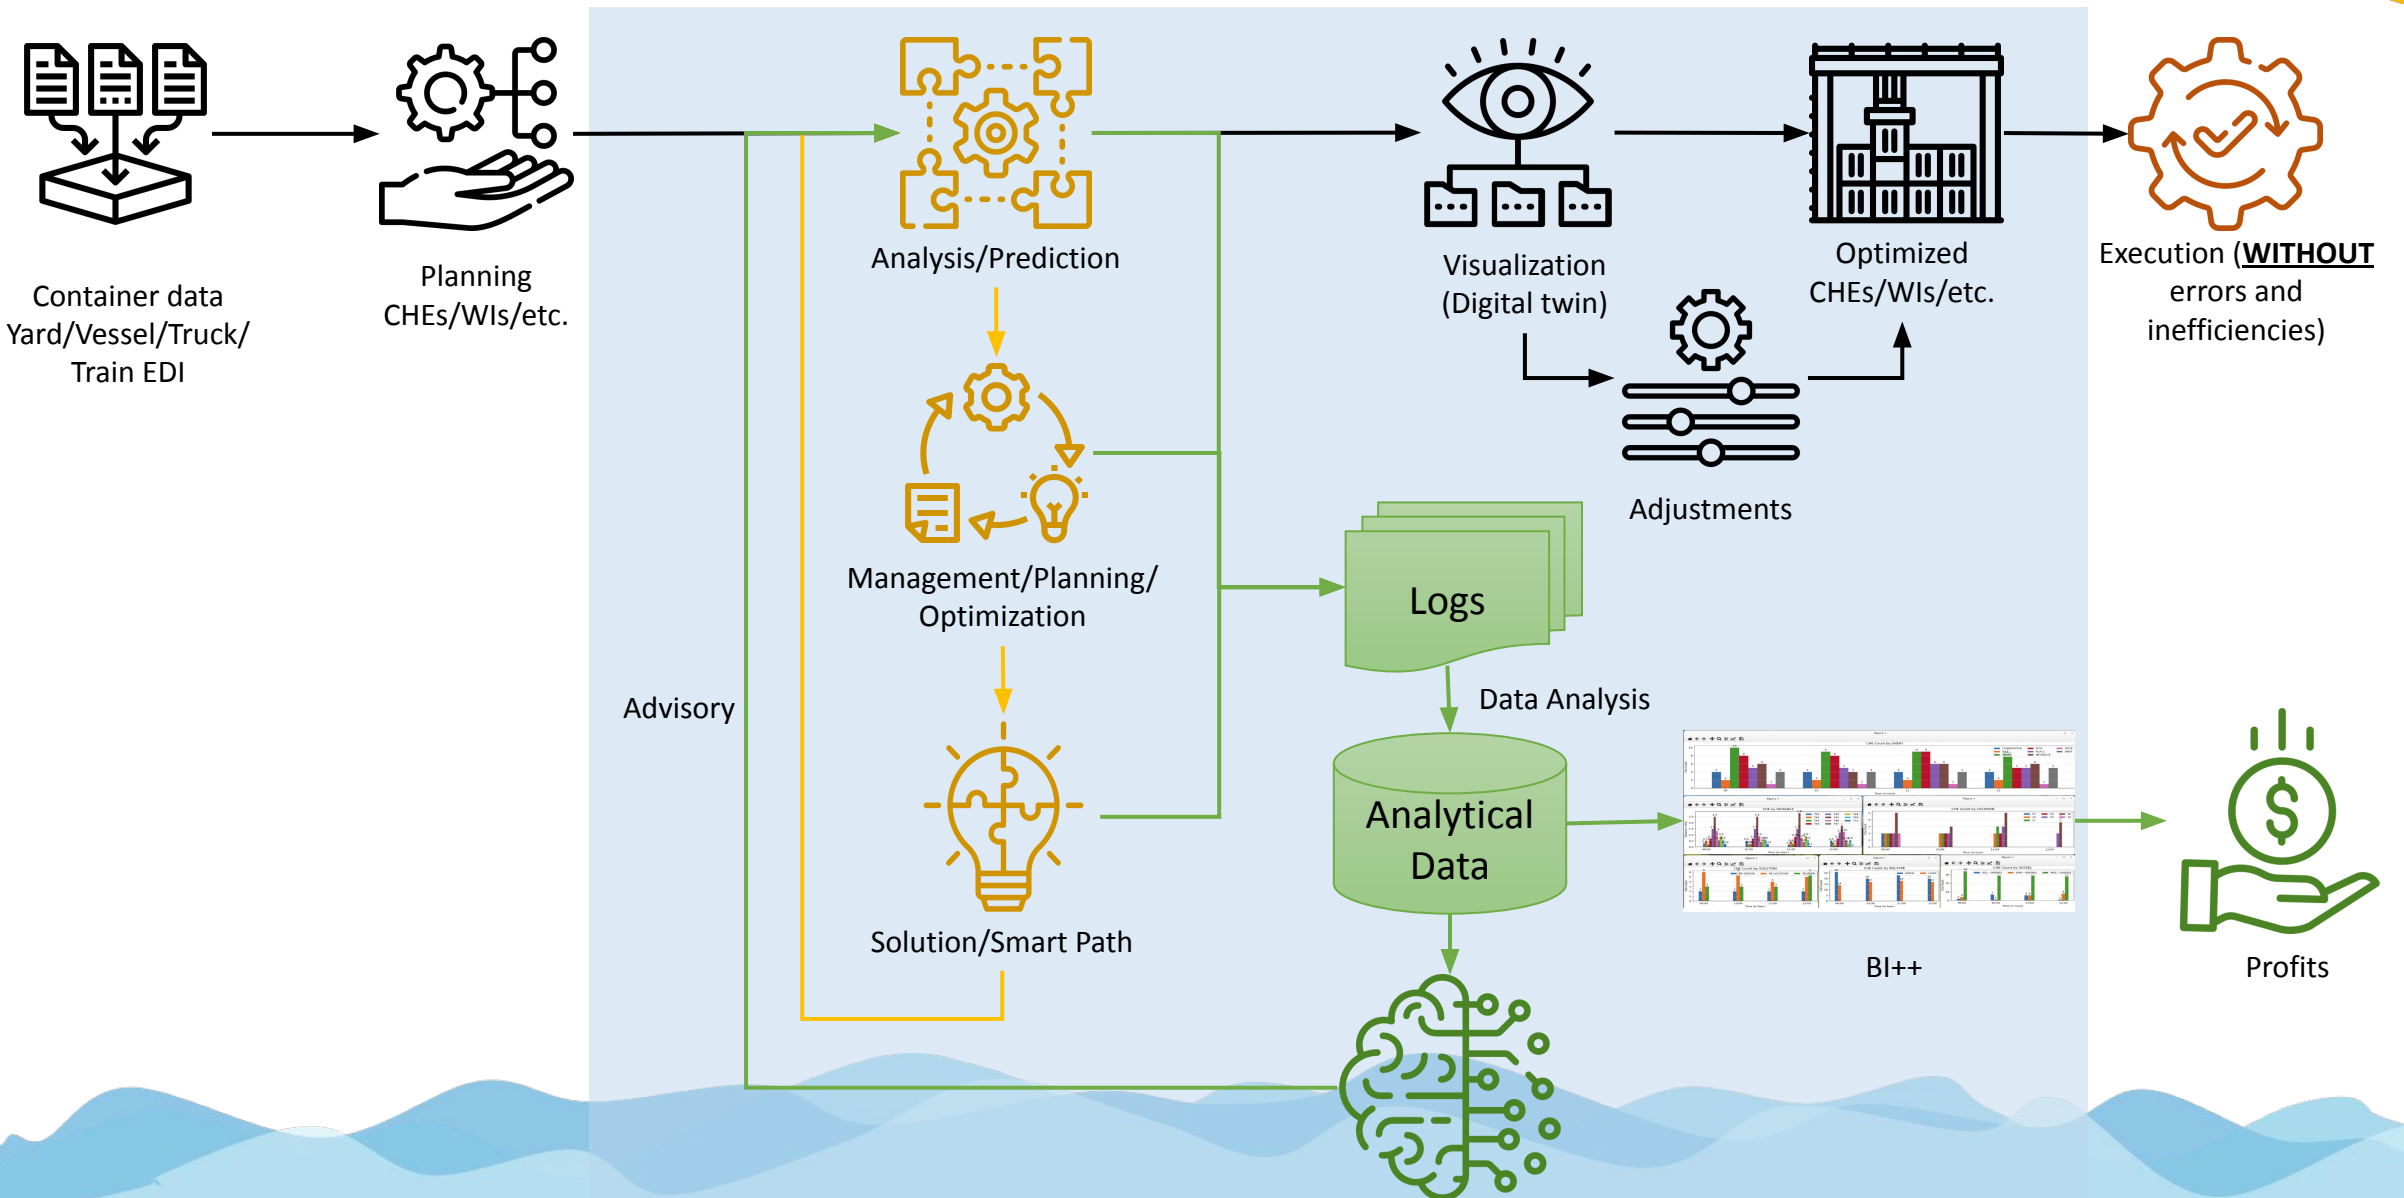 Container data
Yard/Vessel/Truck/
Train EDI
Planning
CHEs/WIs/etc.
Analysis/Prediction
Management/Planning/
Optimization
Solution/Smart Path
Advisory
Visualization
(Digital twin)
Adjustments
Optimized
CHEs/WIs/etc.
Execution (WITHOUT
errors and
inefficiencies)
Logs
Data Analysis
Analytical
Data
BI++
Profits